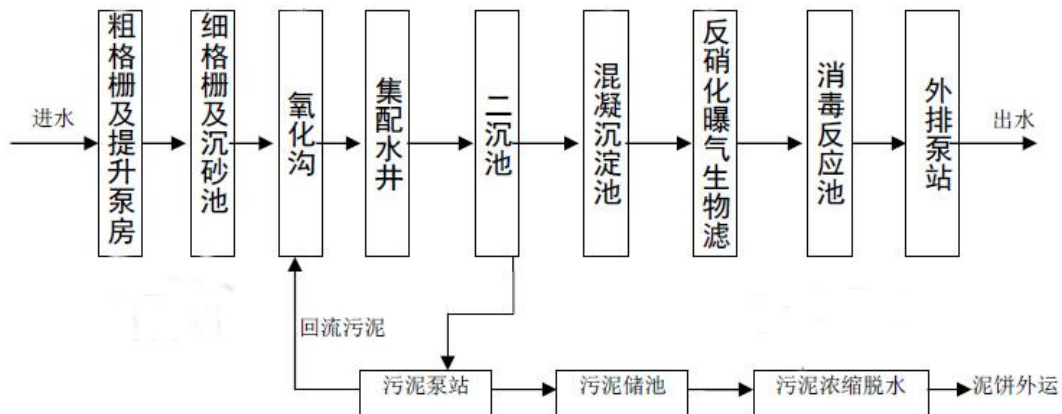 进水
粗格栅及提升泵房
细格栅及沉砂池
氧化沟
集配水井
二沉池
混凝沉淀池
反硝化曝气生物滤
消毒反应池
外排泵站
出水
回流污泥
污泥泵站
污泥储池
污泥浓缩脱水
泥饼外运